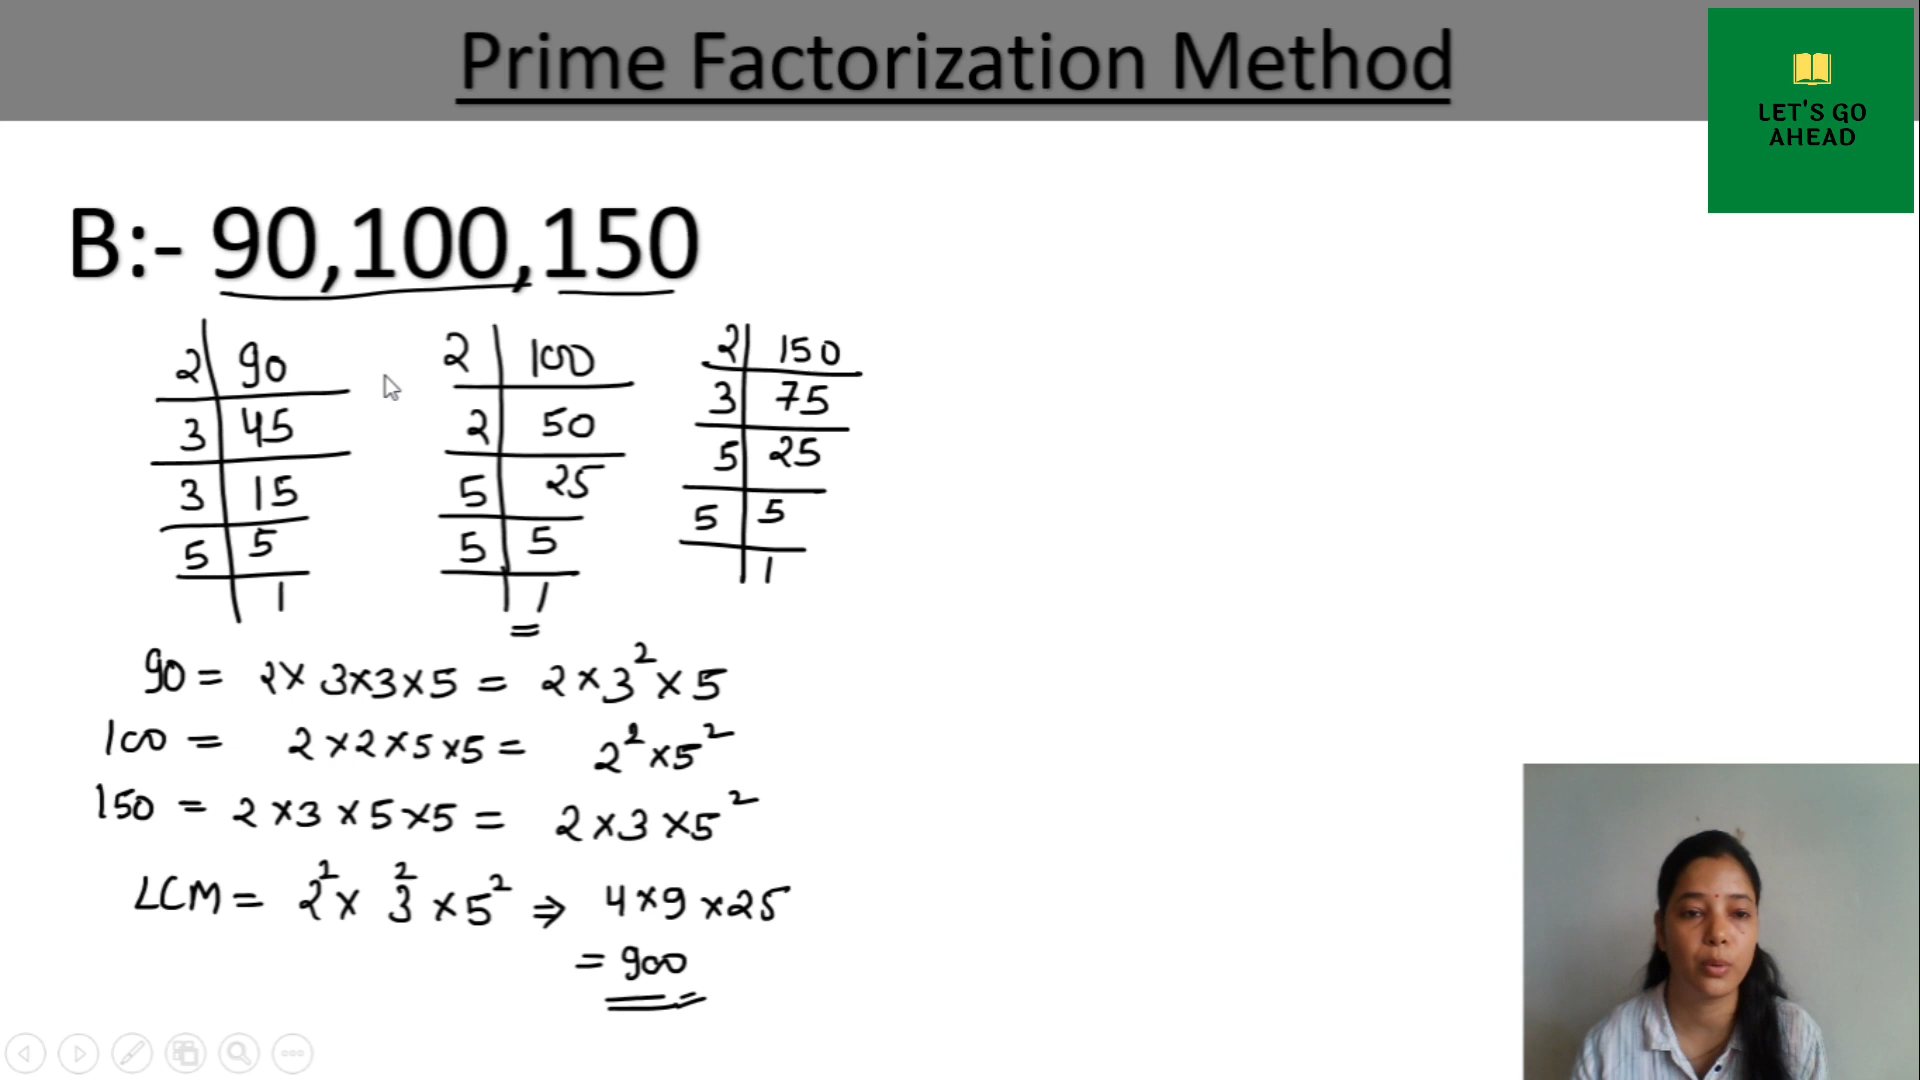 Prime Factorization Method
LET'S GO
AHEAD
B:- 90,100,150
2 90
3 45
3 15
5 5
1
2 100
2 50
5 25
5 5
1
=
2 150
3 75
5 25
5 5
1
90 = 2 × 3 × 3 × 5 = 2 × 3² × 5
100 = 2 × 2 × 5 × 5 = 2² × 5²
150 = 2 × 3 × 5 × 5 = 2 × 3 × 5²
LCM = 2² × 3² × 5² ⇒ 4 × 9 × 25
= 900